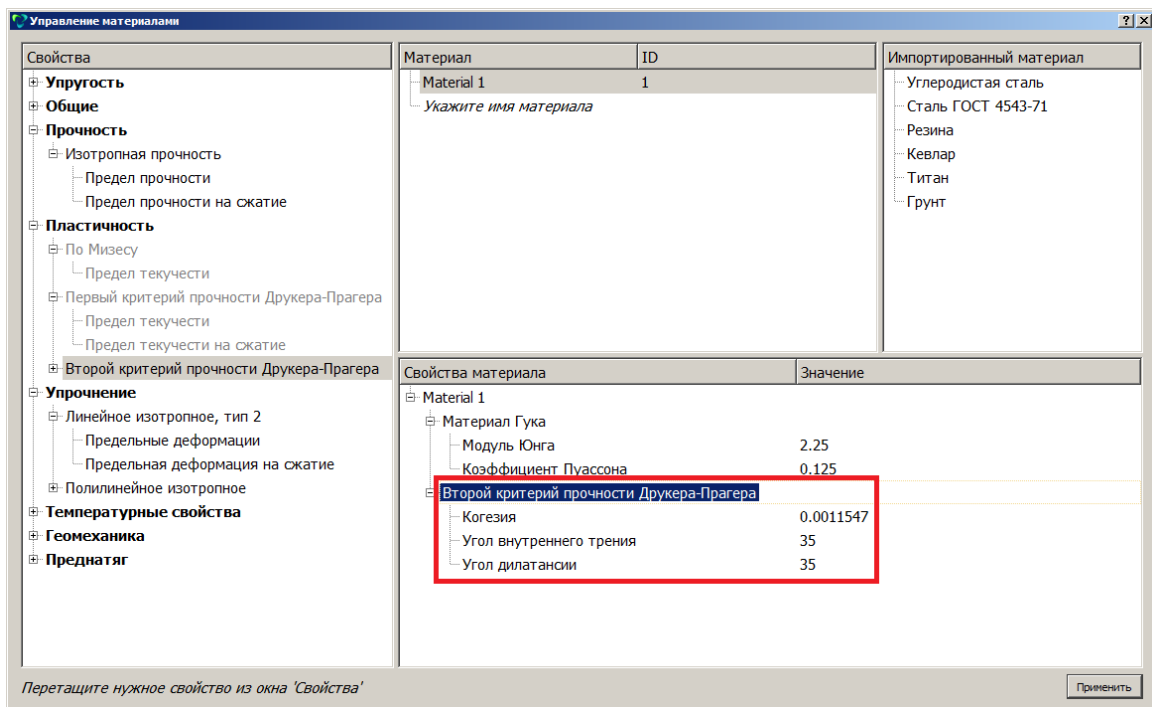 Управление материалами
Свойства
Упругость
Общие
Прочность
Изотропная прочность
Предел прочности
Предел прочности на сжатие
Пластичность
По Мизесу
Предел текучести
Первый критерий прочности Друкера-Прагера
Предел текучести
Предел текучести на сжатие
Второй критерий прочности Друкера-Прагера
Упрочнение
Линейное изотропное, тип 2
Предельные деформации
Предельная деформация на сжатие
Полилинейное изотропное
Температурные свойства
Геомеханика
Преднатяг
Материал ID
Material 1 1
Укажите имя материала
Импортированный материал
Углеродистая сталь
Сталь ГОСТ 4543-71
Резина
Кевлар
Титан
Грунт
Свойства материала Значение
Material 1
Материал Гука
Модуль Юнга 2.25
Коэффициент Пуассона 0.125
Второй критерий прочности Друкера-Прагера
Когезия 0.0011547
Угол внутреннего трения 35
Угол дилатансии 35
Перетащите нужное свойство из окна 'Свойства'
Применить